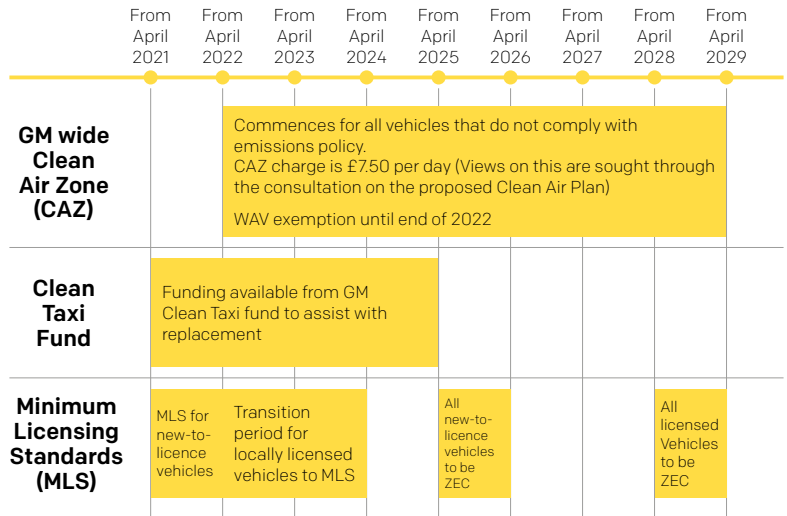 From April 2021
From April 2022
From April 2023
From April 2024
From April 2025
From April 2026
From April 2027
From April 2028
From April 2029
GM wide
Clean
Air Zone
(CAZ)
Commences for all vehicles that do not comply with
emissions policy.
CAZ charge is £7.50 per day (Views on this are sought through
the consultation on the proposed Clean Air Plan)
WAV exemption until end of 2022
Clean
Taxi
Fund
Funding available from GM
Clean Taxi fund to assist with
replacement
Minimum
Licensing
Standards
(MLS)
MLS for
new-to-
licence
vehicles
Transition
period for
locally licensed
vehicles to MLS
All
new-to-
licence
vehicles
to be
ZEC
All
licensed
Vehicles
to be
ZEC